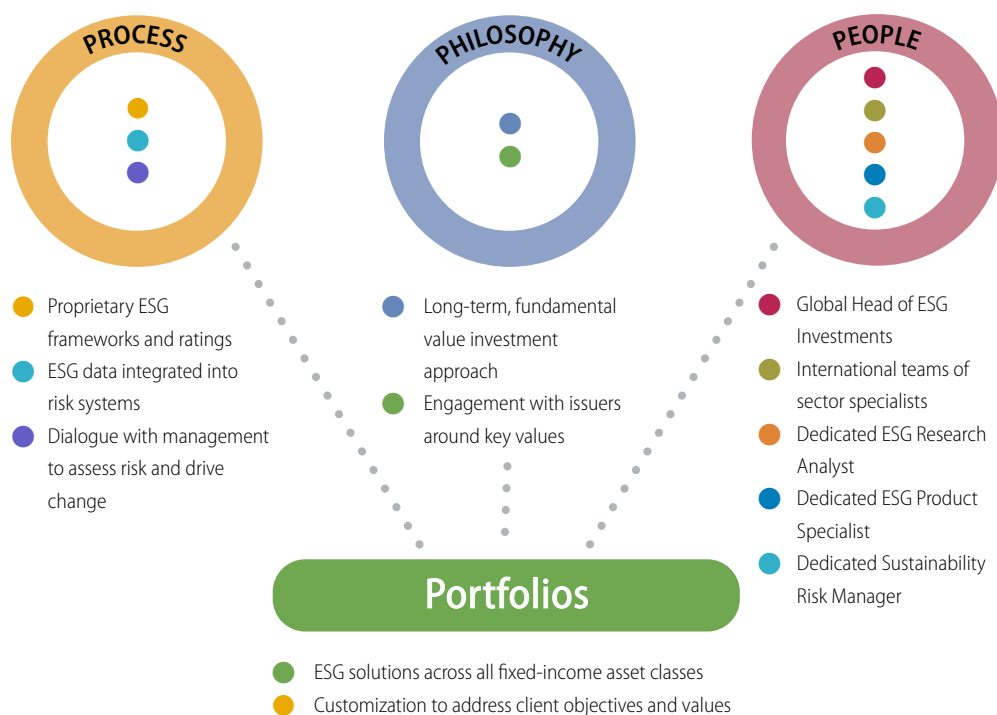 PROCESS
Proprietary ESG
frameworks and ratings
ESG data integrated into
risk systems
Dialogue with management
to assess risk and drive
change
PHILOSOPHY
Long-term, fundamental
value investment
approach
Engagement with issuers
around key values
PEOPLE
Global Head of ESG
Investments
International teams of
sector specialists
Dedicated ESG Research
Analyst
Dedicated ESG Product
Specialist
Dedicated Sustainability
Risk Manager
Portfolios
ESG solutions across all fixed-income asset classes
Customization to address client objectives and values